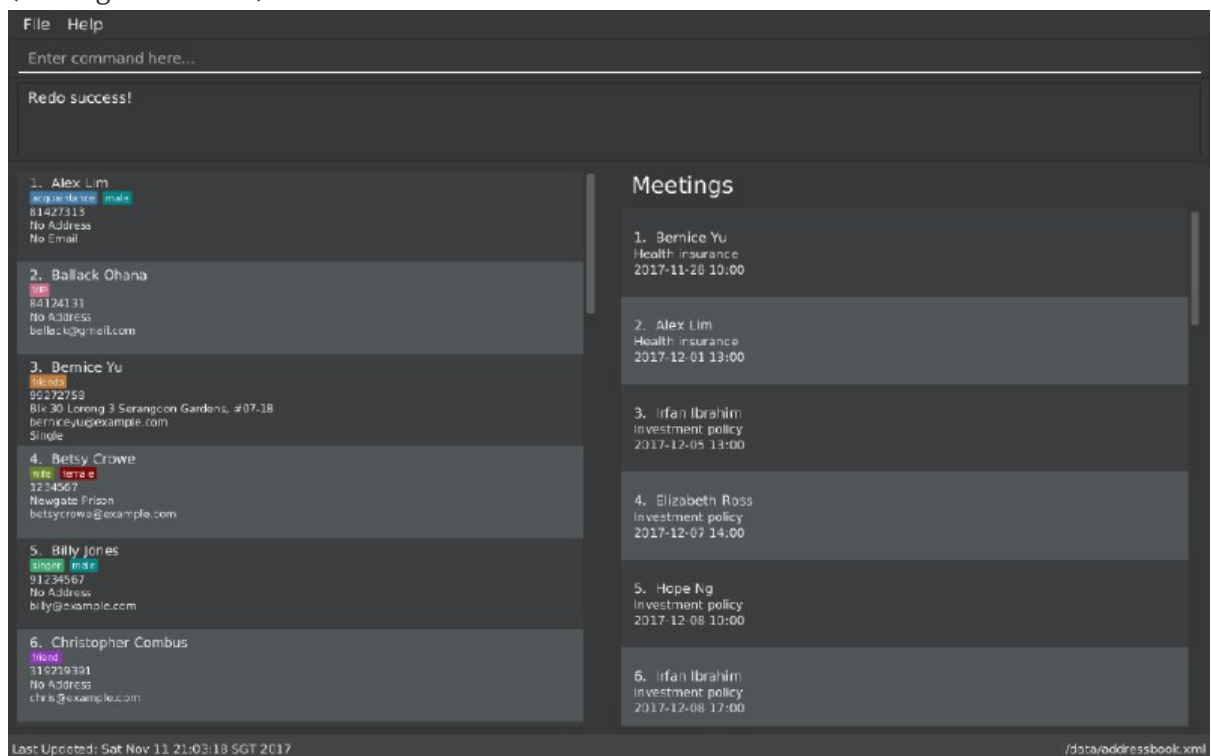 File Help
Enter command here...
Redo success!
1. Alex Lim
acquaintance male
81427313
No Address
No Email
2. Ballack Ohana
VIP
84124131
No Address
ballack@gmail.com
3. Bernice Yu
friends
99272758
Blk 30 Lorong 3 Serangoon Gardens, #07-18
berniceyu@example.com
Single
4. Betsy Crowe
wife female
1234567
Newgate Prison
betsycrowe@example.com
5. Billy Jones
singer male
91234567
No Address
billy@example.com
6. Christopher Combus
friend
319219391
No Address
chris@example.com
Meetings
1. Bernice Yu
Health insurance
2017-11-28 10:00
2. Alex Lim
Health insurance
2017-12-01 13:00
3. Irfan Ibrahim
Investment policy
2017-12-05 13:00
4. Elizabeth Ross
Investment policy
2017-12-07 14:00
5. Hope Ng
Investment policy
2017-12-08 10:00
6. Irfan Ibrahim
Investment policy
2017-12-08 17:00
Last Updated: Sat Nov 11 21:03:18 SGT 2017
/data/addressbook.xml